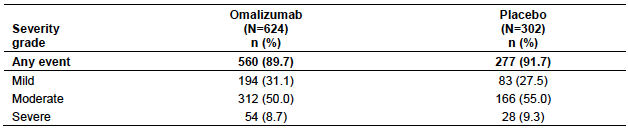 Severity grade Omalizumab (N=624) n (%) Placebo (N=302) n (%)
Any event 560 (89.7) 277 (91.7)
Mild 194 (31.1) 83 (27.5)
Moderate 312 (50.0) 166 (55.0)
Severe 54 (8.7) 28 (9.3)